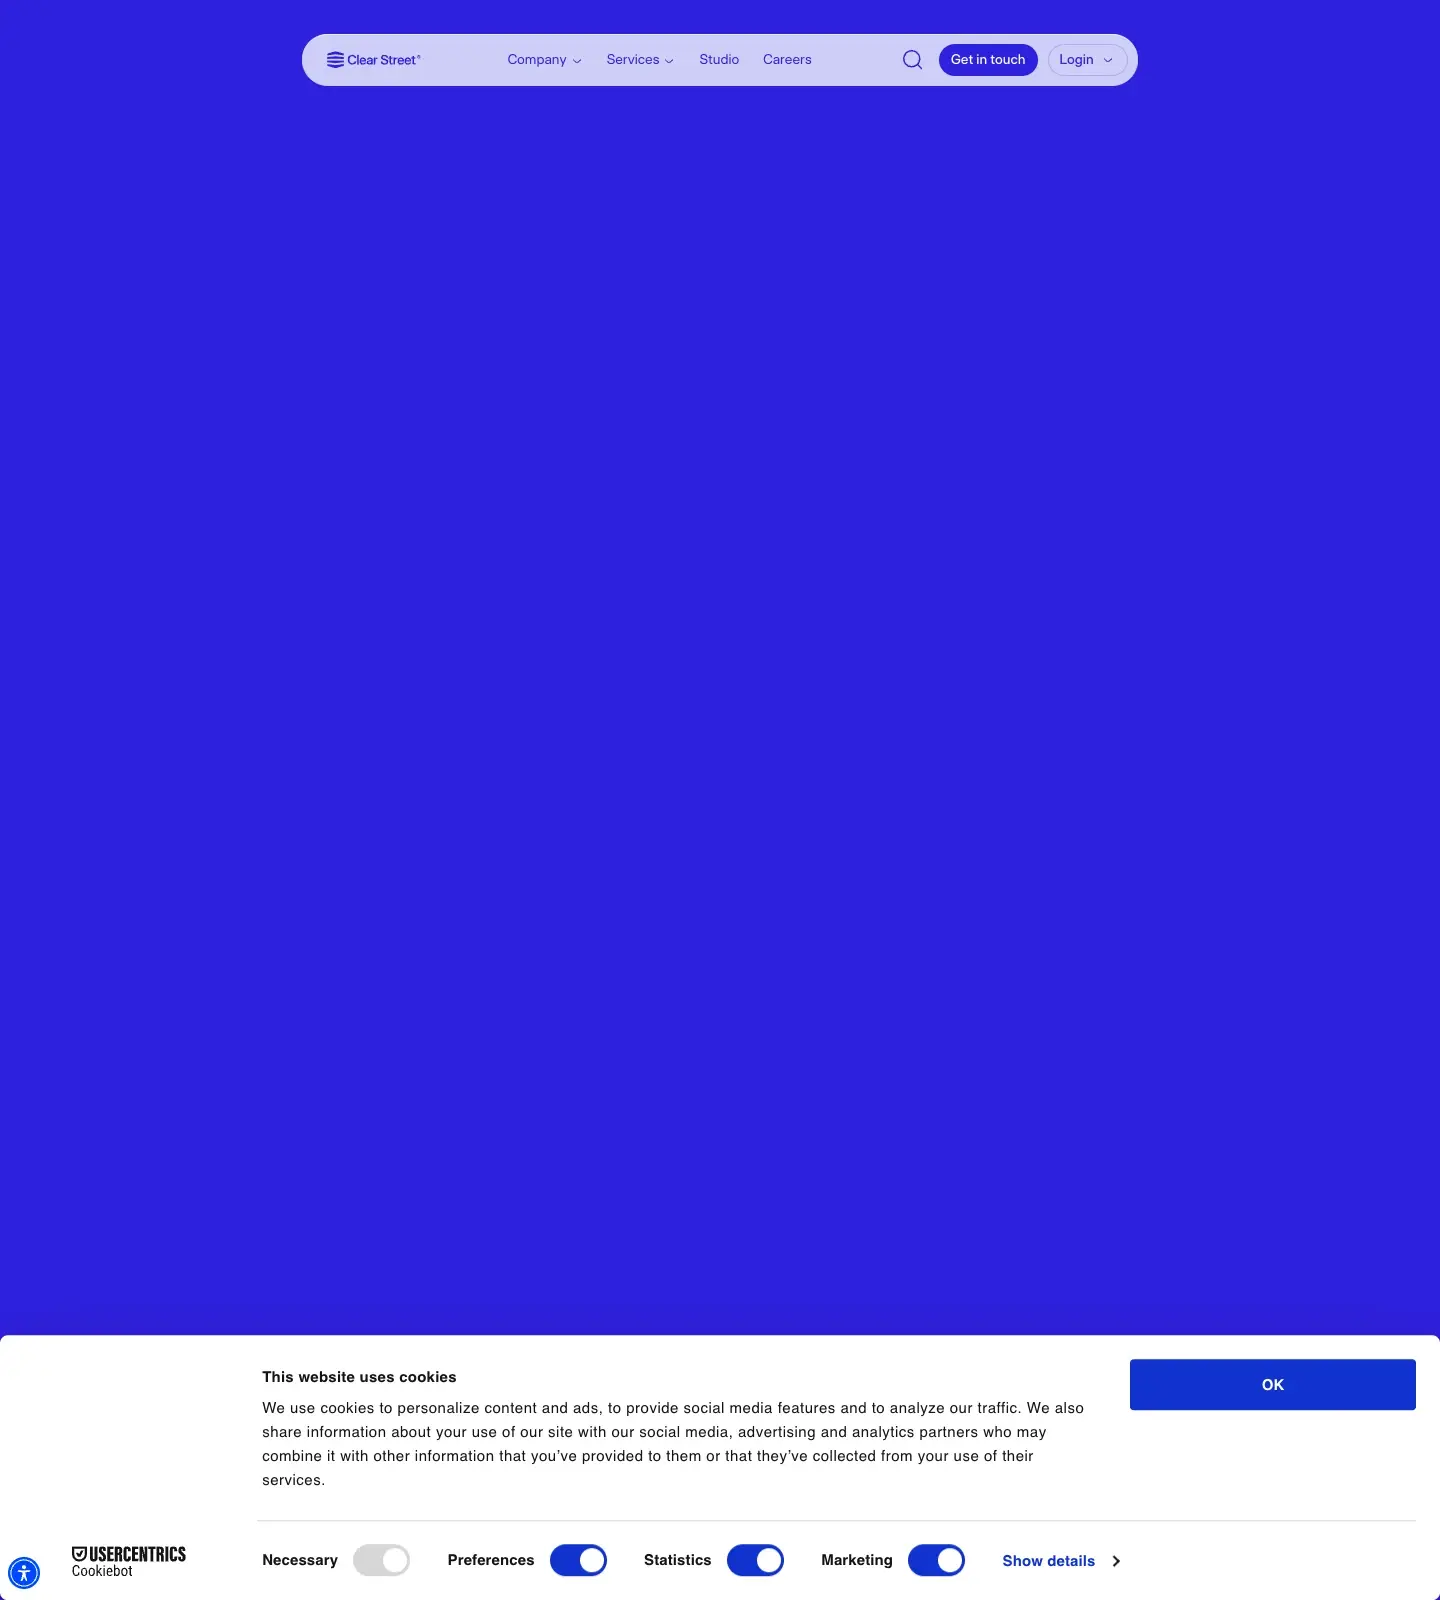 Clear Street®
Company
Services
Studio
Careers
Get in touch
Login
This website uses cookies
We use cookies to personalize content and ads, to provide social media features and to analyze our traffic. We also
share information about your use of our site with our social media, advertising and analytics partners who may
combine it with other information that you’ve provided to them or that they’ve collected from your use of their
services.
OK
USERCENTRICS
Cookiebot
Necessary
Preferences
Statistics
Marketing
Show details